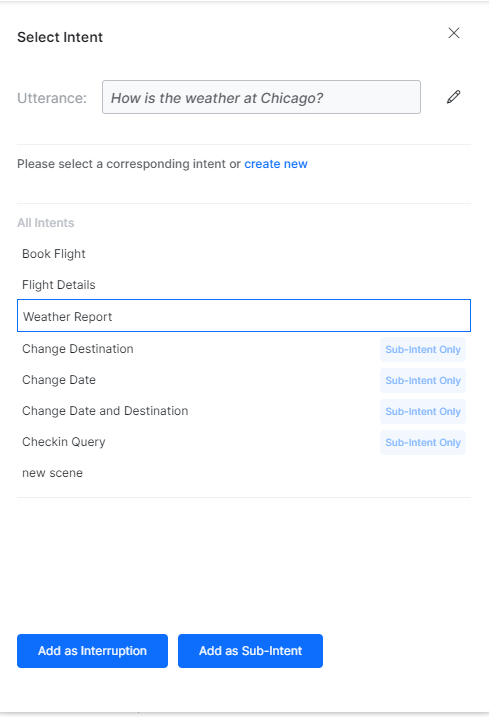 Select Intent
Utterance: How is the weather at Chicago?
Please select a corresponding intent or create new
All Intents
Book Flight
Flight Details
Weather Report
Change Destination Sub-Intent Only
Change Date Sub-Intent Only
Change Date and Destination Sub-Intent Only
Checkin Query Sub-Intent Only
new scene
Add as Interruption Add as Sub-Intent